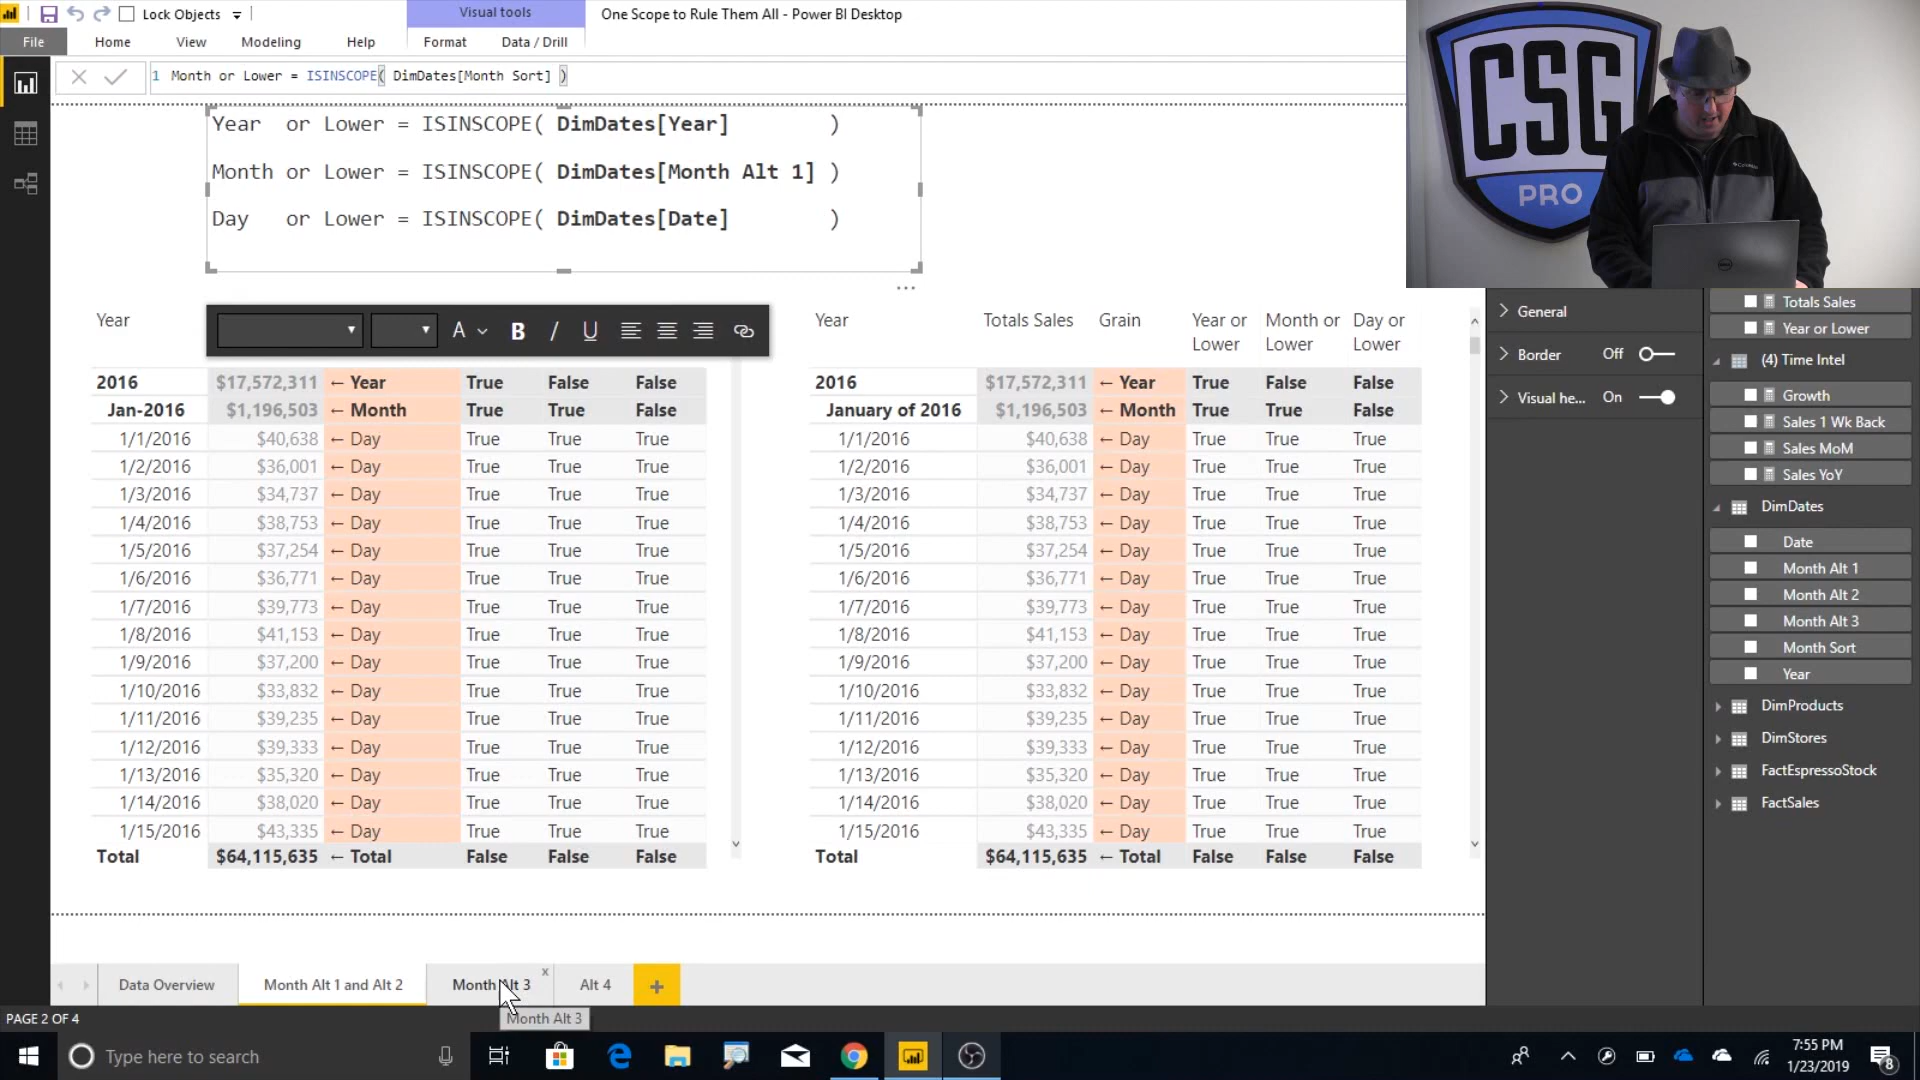 Lock Objects
Visual tools
One Scope to Rule Them All - Power BI Desktop
File Home View Modeling Help Format Data / Drill
1 Month or Lower = ISINSCOPE( DimDates[Month Sort] )
Year or Lower = ISINSCOPE( DimDates[Year] )
Month or Lower = ISINSCOPE( DimDates[Month Alt 1] )
Day or Lower = ISINSCOPE( DimDates[Date] )
CSG
PRO
Year
A B I U
2016 $17,572,311 ← Year True False False
Jan-2016 $1,196,503 ← Month True True False
1/1/2016 $40,638 ← Day True True True
1/2/2016 $36,001 ← Day True True True
1/3/2016 $34,737 ← Day True True True
1/4/2016 $38,753 ← Day True True True
1/5/2016 $37,254 ← Day True True True
1/6/2016 $36,771 ← Day True True True
1/7/2016 $39,773 ← Day True True True
1/8/2016 $41,153 ← Day True True True
1/9/2016 $37,200 ← Day True True True
1/10/2016 $33,832 ← Day True True True
1/11/2016 $39,235 ← Day True True True
1/12/2016 $39,333 ← Day True True True
1/13/2016 $35,320 ← Day True True True
1/14/2016 $38,020 ← Day True True True
1/15/2016 $43,335 ← Day True True True
Total $64,115,635 ← Total False False False
Year Totals Sales Grain Year or Month or Day or
Lower Lower Lower
2016 $17,572,311 ← Year True False False
January of 2016 $1,196,503 ← Month True True False
1/1/2016 $40,638 ← Day True True True
1/2/2016 $36,001 ← Day True True True
1/3/2016 $34,737 ← Day True True True
1/4/2016 $38,753 ← Day True True True
1/5/2016 $37,254 ← Day True True True
1/6/2016 $36,771 ← Day True True True
1/7/2016 $39,773 ← Day True True True
1/8/2016 $41,153 ← Day True True True
1/9/2016 $37,200 ← Day True True True
1/10/2016 $33,832 ← Day True True True
1/11/2016 $39,235 ← Day True True True
1/12/2016 $39,333 ← Day True True True
1/13/2016 $35,320 ← Day True True True
1/14/2016 $38,020 ← Day True True True
1/15/2016 $43,335 ← Day True True True
Total $64,115,635 ← Total False False False
General
Border Off
Visual he... On
Totals Sales
Year or Lower
(4) Time Intel
Growth
Sales 1 Wk Back
Sales MoM
Sales YoY
DimDates
Date
Month Alt 1
Month Alt 2
Month Alt 3
Month Sort
Year
DimProducts
DimStores
FactEspressoStock
FactSales
Data Overview Month Alt 1 and Alt 2 Month Alt 3 Alt 4
Month Alt 3
PAGE 2 OF 4
Type here to search
7:55 PM
1/23/2019
8